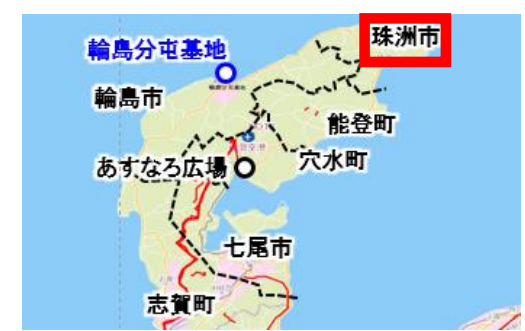 珠洲市
輪島分屯基地
輪島市
能登町
あすなろ広場
穴水町
七尾市
志賀町